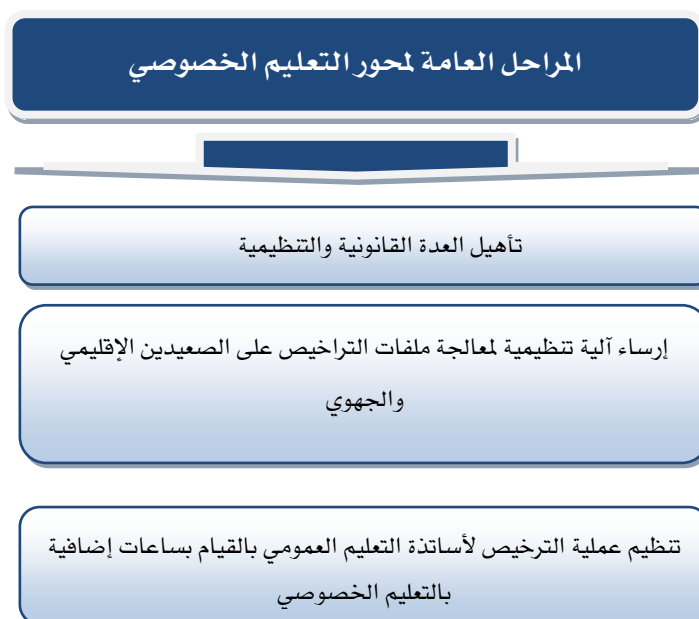 المراحل العامة لمحور التعليم الخصوصي
تأهيل العدة القانونية والتنظيمية
إرساء آلية تنظيمية لمعالجة ملفات التراخيص على الصعيدين الإقليمي
والجهوي
تنظيم عملية الترخيص لأساتذة التعليم العمومي بالقيام بساعات إضافية
بالتعليم الخصوصي